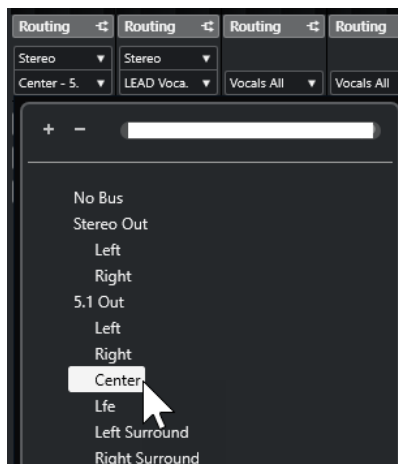 Routing Routing Routing Routing
Stereo Stereo
Center - 5. LEAD Voca. Vocals All Vocals All
+ −
No Bus
Stereo Out
Left
Right
5.1 Out
Left
Right
Center
Lfe
Left Surround
Right Surround